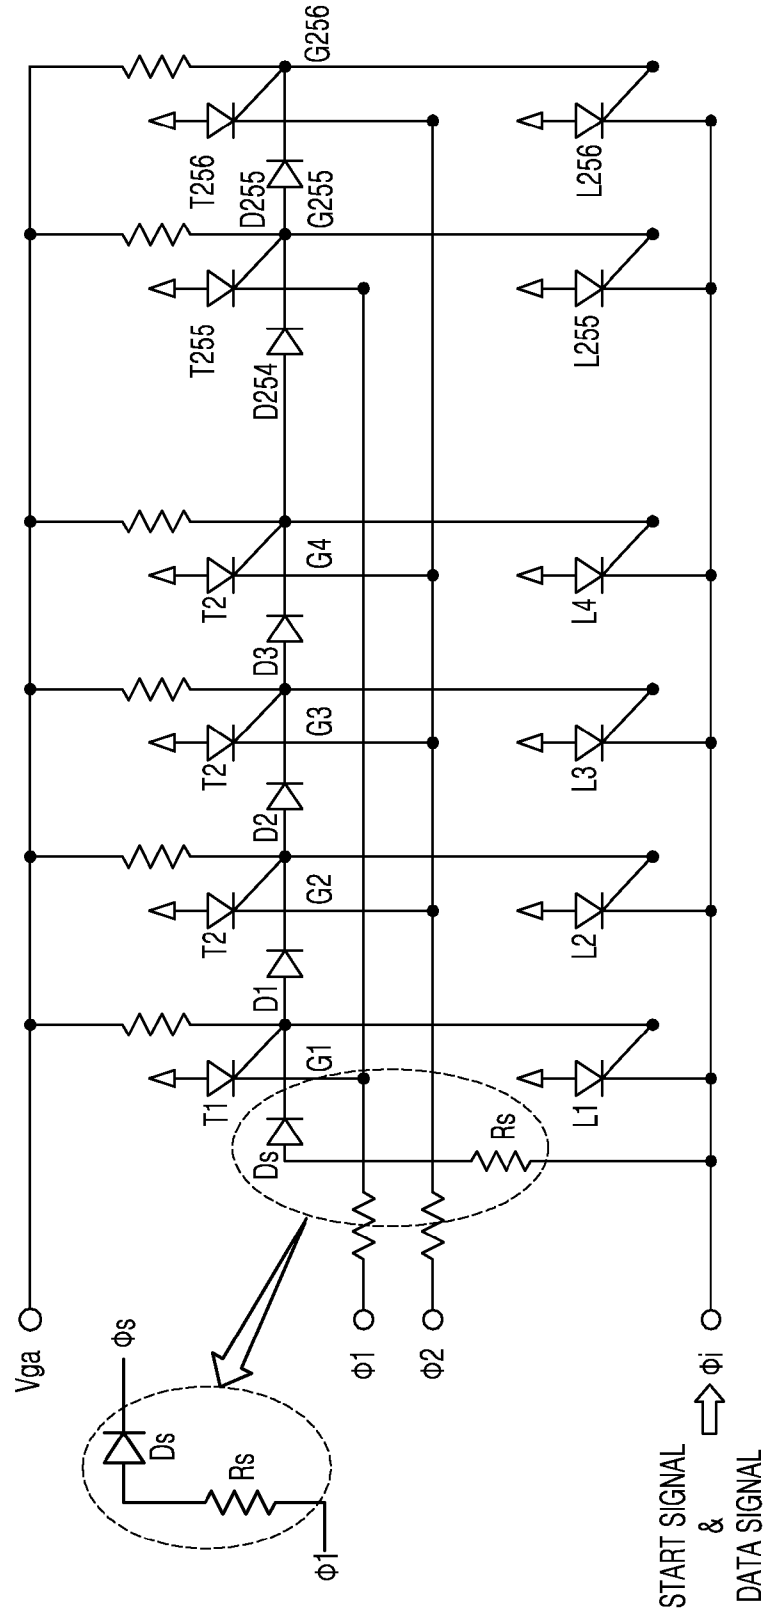 Vga
Φs
Ds
Rs
Φ1
Φ1
Φ2
START SIGNAL
&
DATA SIGNAL
Φi
Ds
Rs
T1
G1
L1
D1
T2
G2
L2
D2
T2
G3
L3
D3
T2
G4
L4
D254
T255
G255
L255
D255
T256
G256
L256